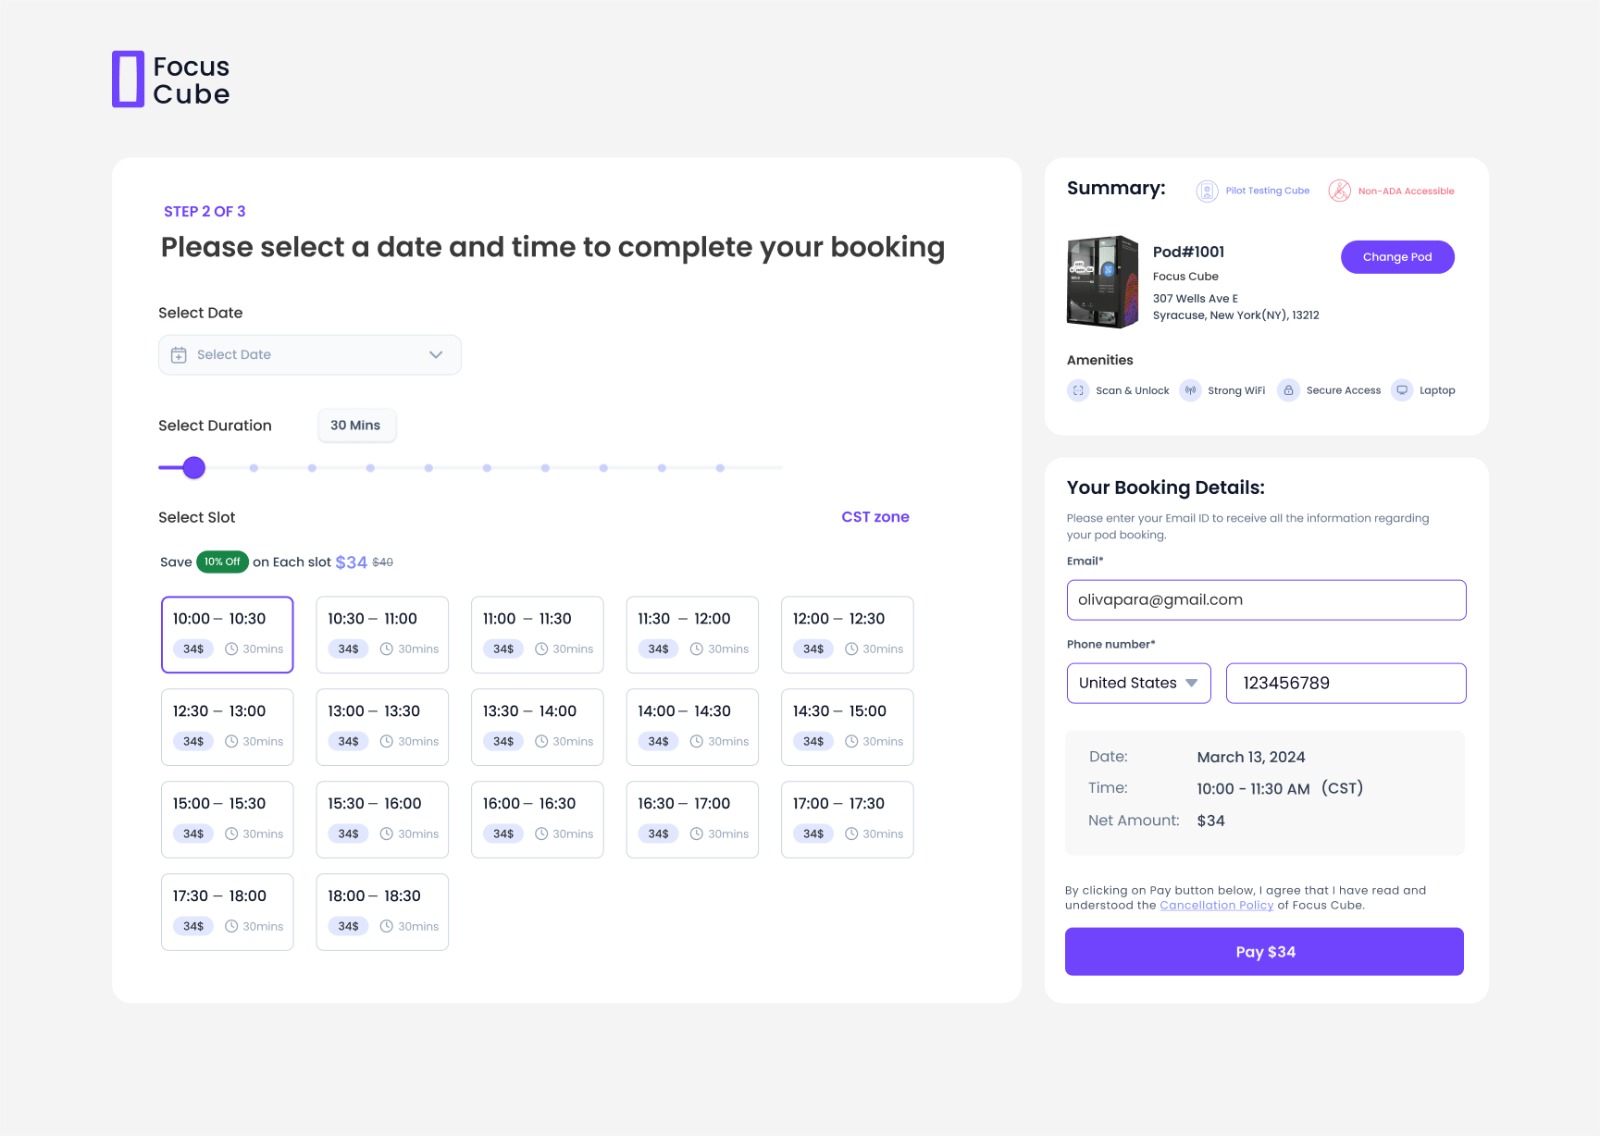 Focus
Cube
STEP 2 OF 3
Please select a date and time to complete your booking
Select Date
Select Date
Select Duration
30 Mins
Select Slot
CST zone
Save 10% Off on Each slot $34 $40
10:00 – 10:30
34$ 30mins
10:30 – 11:00
34$ 30mins
11:00 – 11:30
34$ 30mins
11:30 – 12:00
34$ 30mins
12:00 – 12:30
34$ 30mins
12:30 – 13:00
34$ 30mins
13:00 – 13:30
34$ 30mins
13:30 – 14:00
34$ 30mins
14:00 – 14:30
34$ 30mins
14:30 – 15:00
34$ 30mins
15:00 – 15:30
34$ 30mins
15:30 – 16:00
34$ 30mins
16:00 – 16:30
34$ 30mins
16:30 – 17:00
34$ 30mins
17:00 – 17:30
34$ 30mins
17:30 – 18:00
34$ 30mins
18:00 – 18:30
34$ 30mins
Summary:
Pilot Testing Cube
Non-ADA Accessible
Pod#1001
Focus Cube
307 Wells Ave E
Syracuse, New York(NY), 13212
Change Pod
Amenities
Scan & Unlock
Strong WiFi
Secure Access
Laptop
Your Booking Details:
Please enter your Email ID to receive all the information regarding
your pod booking.
Email*
olivapara@gmail.com
Phone number*
United States
123456789
Date: March 13, 2024
Time: 10:00 - 11:30 AM (CST)
Net Amount: $34
By clicking on Pay button below, I agree that I have read and
understood the Cancellation Policy of Focus Cube.
Pay $34